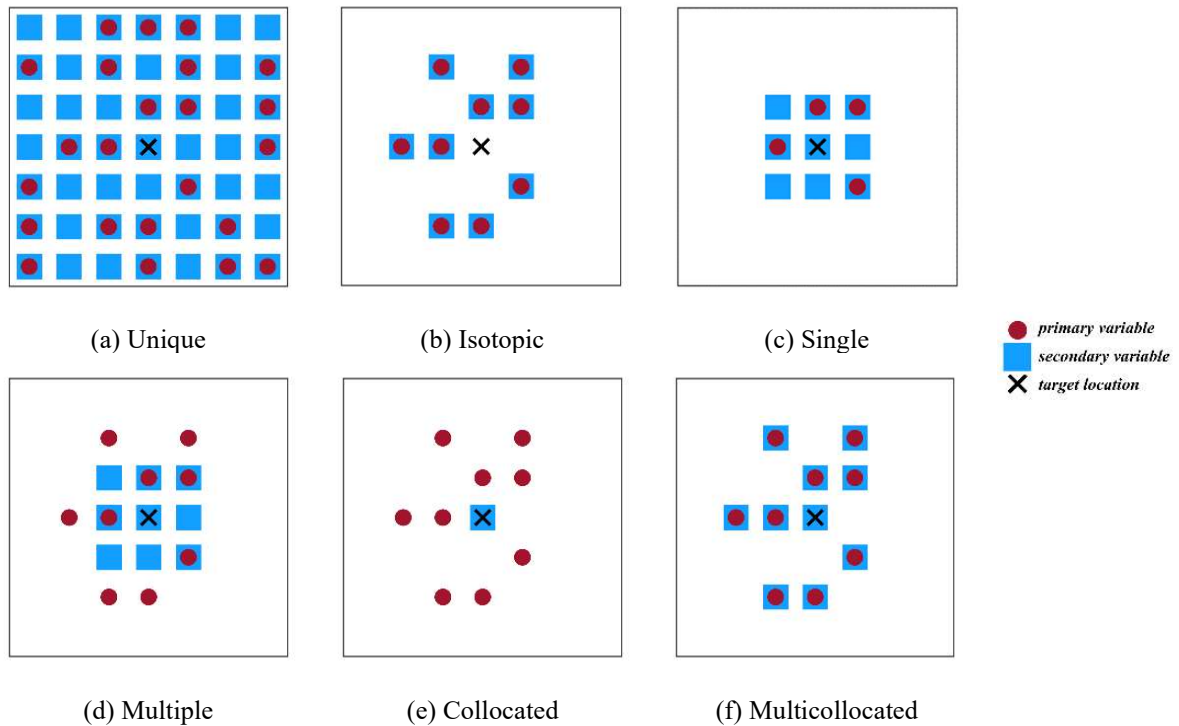 (a) Unique
(b) Isotopic
(c) Single
primary variable
secondary variable
target location
(d) Multiple
(e) Collocated
(f) Multicollocated